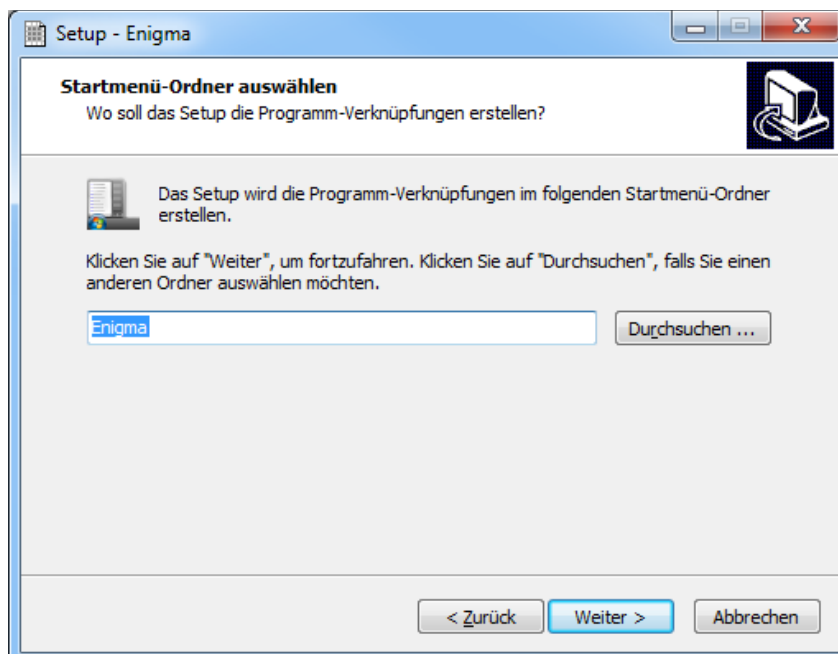 Setup - Enigma
Startmenü-Ordner auswählen
Wo soll das Setup die Programm-Verknüpfungen erstellen?
Das Setup wird die Programm-Verknüpfungen im folgenden Startmenü-Ordner
erstellen.
Klicken Sie auf "Weiter", um fortzufahren. Klicken Sie auf "Durchsuchen", falls Sie einen
anderen Ordner auswählen möchten.
Enigma Durchsuchen ...
< Zurück Weiter > Abbrechen